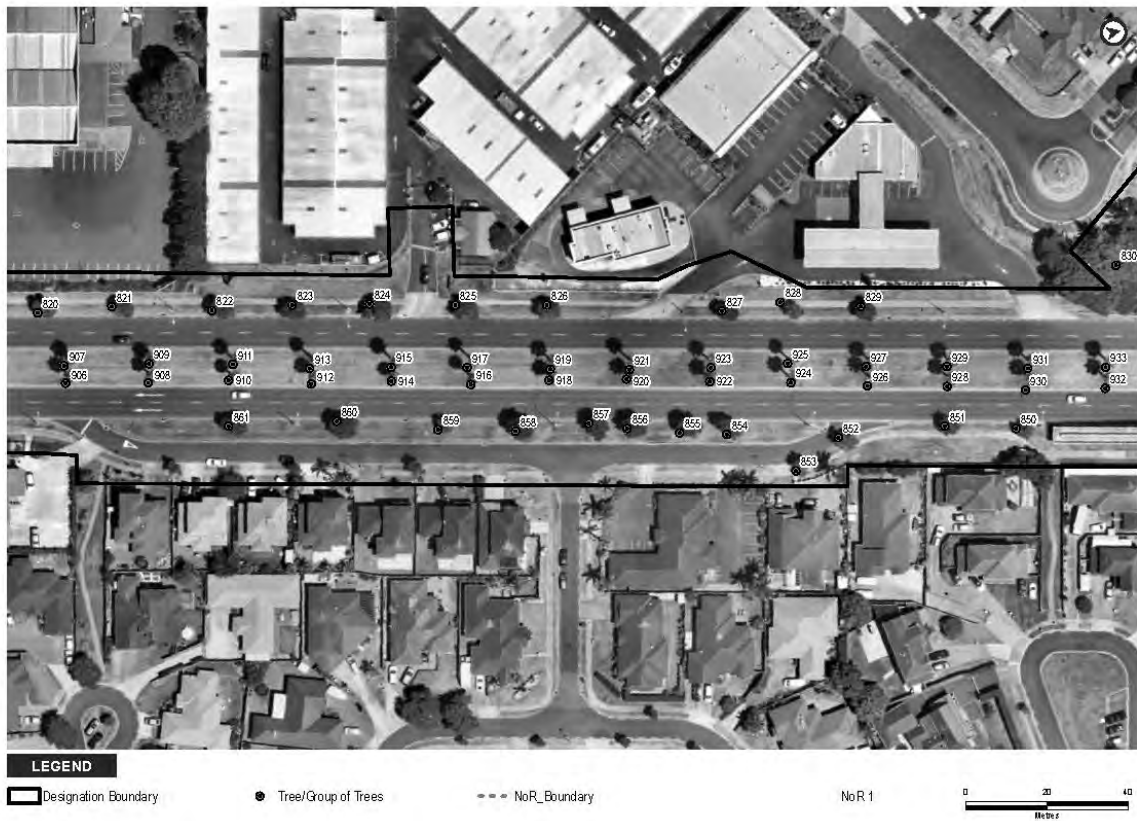 830
820 821 822 823 824 825 826 827 828 829
907 909 911 913 915 917 919 921 923 925 927 929 931 933
906 908 910 912 914 916 918 920 922 924 926 928 930 932
861 860 859 858 857 856 855 854 852 851 850
853
LEGEND
Designation Boundary Tree/Group of Trees NoR_Boundary NoR 1
0 20 40
Metres